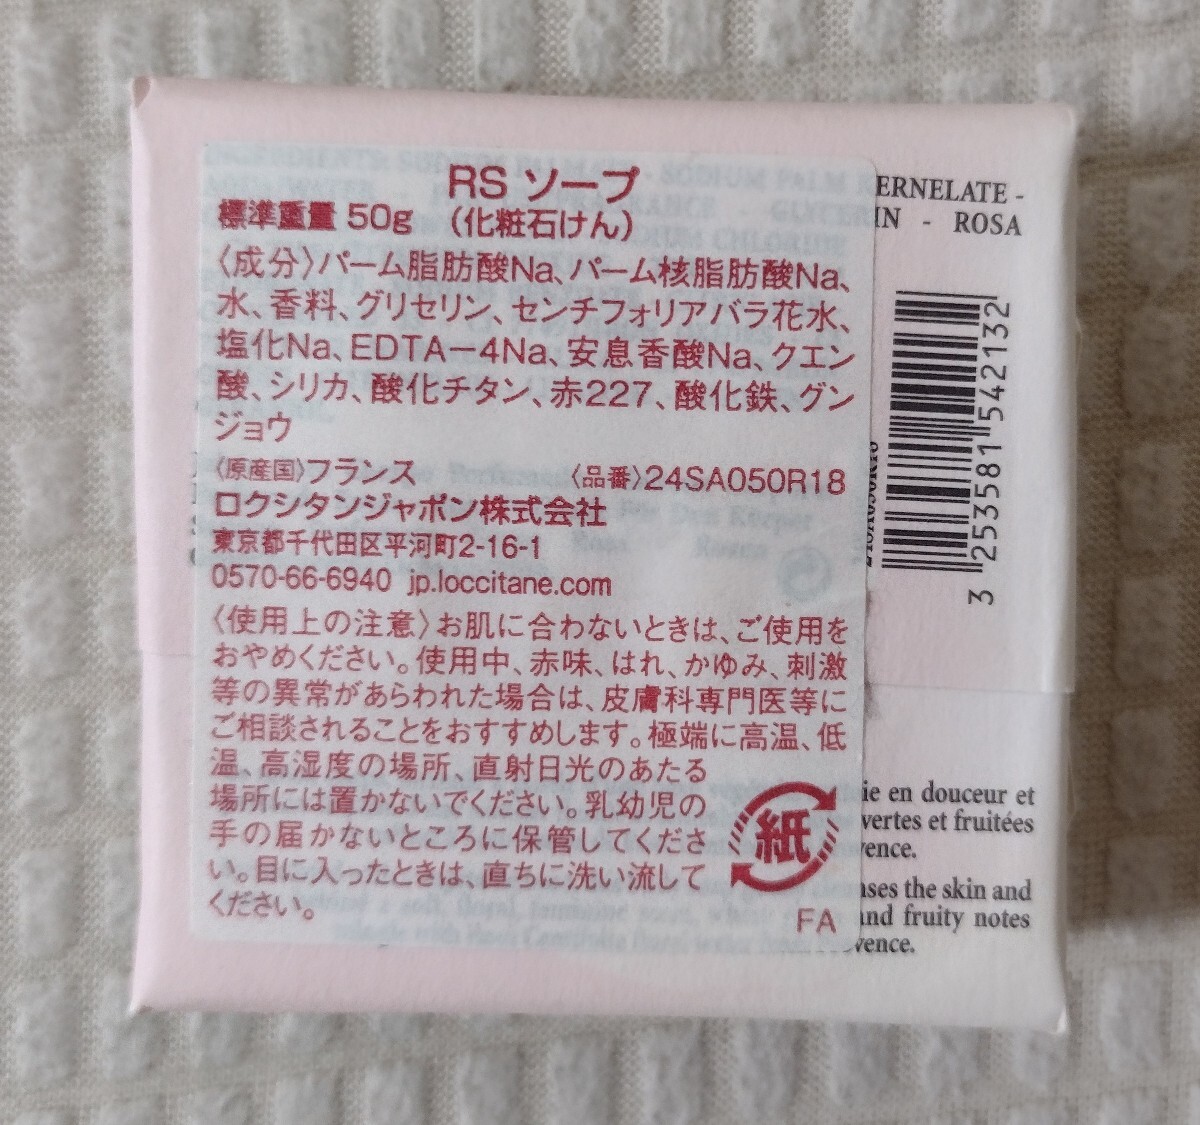 RS ソープ
標準重量 50g （化粧石けん）
〈成分〉パーム脂肪酸Na、パーム核脂肪酸Na、
水、香料、グリセリン、センチフォリアバラ花水、
塩化Na、EDTA－4Na、安息香酸Na、クエン
酸、シリカ、酸化チタン、赤227、酸化鉄、グン
ジョウ
〈原産国〉フランス 〈品番〉24SA050R18
ロクシタンジャポン株式会社
東京都千代田区平河町2-16-1
0570-66-6940 jp.loccitane.com
〈使用上の注意〉お肌に合わないときは、ご使用を
おやめください。使用中、赤味、はれ、かゆみ、刺激
等の異常があらわれた場合は、皮膚科専門医等に
ご相談されることをおすすめします。極端に高温、低
温、高湿度の場所、直射日光のあたる
場所には置かないでください。乳幼児の
手の届かないところに保管してくださ
い。目に入ったときは、直ちに洗い流して
ください。
紙
FA
ERNELATE -
IN - ROSA
3 253581 542132
ie en douceur et
vertes et fruitées
vence.
nses the skin and
and fruity notes
vence.